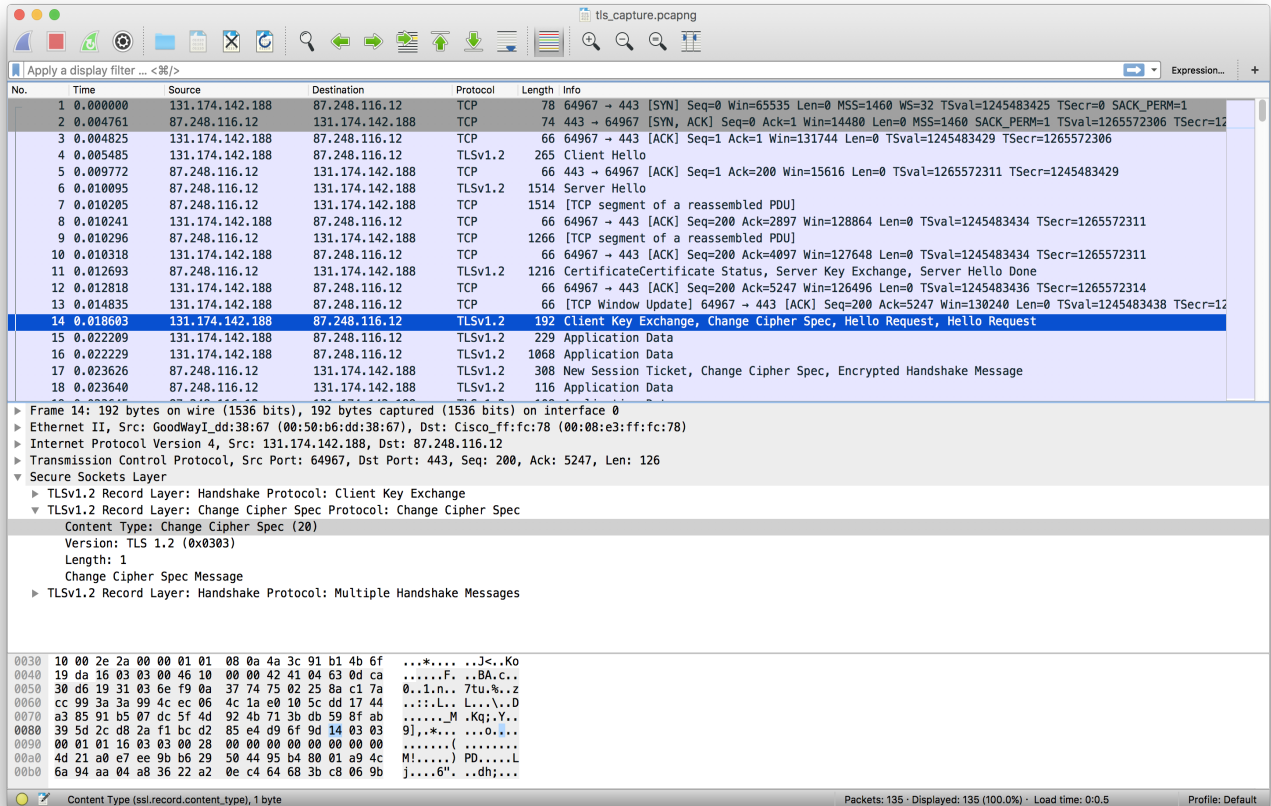 tls_capture.pcapng
Apply a display filter ... <⌘/>
Expression...
+
No. Time Source Destination Protocol Length Info
1 0.000000 131.174.142.188 87.248.116.12 TCP 78 64967 → 443 [SYN] Seq=0 Win=65535 Len=0 MSS=1460 WS=32 TSval=1245483425 TSecr=0 SACK_PERM=1
2 0.004761 87.248.116.12 131.174.142.188 TCP 74 443 → 64967 [SYN, ACK] Seq=0 Ack=1 Win=14480 Len=0 MSS=1460 SACK_PERM=1 TSval=1265572306 TSecr=12
3 0.004825 131.174.142.188 87.248.116.12 TCP 66 64967 → 443 [ACK] Seq=1 Ack=1 Win=131744 Len=0 TSval=1245483429 TSecr=1265572306
4 0.005485 131.174.142.188 87.248.116.12 TLSv1.2 265 Client Hello
5 0.009772 87.248.116.12 131.174.142.188 TCP 66 443 → 64967 [ACK] Seq=1 Ack=200 Win=15616 Len=0 TSval=1265572311 TSecr=1245483429
6 0.010095 87.248.116.12 131.174.142.188 TLSv1.2 1514 Server Hello
7 0.010205 87.248.116.12 131.174.142.188 TCP 1514 [TCP segment of a reassembled PDU]
8 0.010241 131.174.142.188 87.248.116.12 TCP 66 64967 → 443 [ACK] Seq=200 Ack=2897 Win=128864 Len=0 TSval=1245483434 TSecr=1265572311
9 0.010296 87.248.116.12 131.174.142.188 TCP 1266 [TCP segment of a reassembled PDU]
10 0.010318 131.174.142.188 87.248.116.12 TCP 66 64967 → 443 [ACK] Seq=200 Ack=4097 Win=127648 Len=0 TSval=1245483434 TSecr=1265572311
11 0.012693 87.248.116.12 131.174.142.188 TLSv1.2 1216 CertificateCertificate Status, Server Key Exchange, Server Hello Done
12 0.012818 131.174.142.188 87.248.116.12 TCP 66 64967 → 443 [ACK] Seq=200 Ack=5247 Win=126496 Len=0 TSval=1245483436 TSecr=1265572314
13 0.014835 131.174.142.188 87.248.116.12 TCP 66 [TCP Window Update] 64967 → 443 [ACK] Seq=200 Ack=5247 Win=130240 Len=0 TSval=1245483438 TSecr=12
14 0.018603 131.174.142.188 87.248.116.12 TLSv1.2 192 Client Key Exchange, Change Cipher Spec, Hello Request, Hello Request
15 0.022209 131.174.142.188 87.248.116.12 TLSv1.2 229 Application Data
16 0.022229 131.174.142.188 87.248.116.12 TLSv1.2 1068 Application Data
17 0.023626 87.248.116.12 131.174.142.188 TLSv1.2 308 New Session Ticket, Change Cipher Spec, Encrypted Handshake Message
18 0.023640 87.248.116.12 131.174.142.188 TLSv1.2 116 Application Data
Frame 14: 192 bytes on wire (1536 bits), 192 bytes captured (1536 bits) on interface 0
Ethernet II, Src: GoodWayI_dd:38:67 (00:50:b6:dd:38:67), Dst: Cisco_ff:fc:78 (00:08:e3:ff:fc:78)
Internet Protocol Version 4, Src: 131.174.142.188, Dst: 87.248.116.12
Transmission Control Protocol, Src Port: 64967, Dst Port: 443, Seq: 200, Ack: 5247, Len: 126
Secure Sockets Layer
TLSv1.2 Record Layer: Handshake Protocol: Client Key Exchange
TLSv1.2 Record Layer: Change Cipher Spec Protocol: Change Cipher Spec
Content Type: Change Cipher Spec (20)
Version: TLS 1.2 (0x0303)
Length: 1
Change Cipher Spec Message
TLSv1.2 Record Layer: Handshake Protocol: Multiple Handshake Messages
0030 10 00 2e 2a 00 00 01 01 08 0a 4a 3c 91 b1 4b 6f ...*.... ..J<..Ko
0040 19 da 16 03 03 00 46 10 00 00 42 41 04 63 0d ca ......F. ..BA.c..
0050 30 d6 19 31 03 6e f9 0a 37 74 75 02 25 8a c1 7a 0..1.n.. 7tu.%..z
0060 cc 99 3a 3a 99 4c ec 06 4c 1a e0 10 5c dd 17 44 ..::.L.. L...\..D
0070 a3 85 91 b5 07 dc 5f 4d 92 4b 71 3b db 59 8f ab ......_M .Kq;.Y..
0080 39 5d 2c cd 2a f1 bc d2 85 e4 d9 6f 9d 14 03 03 9],.*... ...o....
0090 00 01 01 16 03 03 00 28 00 00 00 00 00 00 00 00 .......( ........
00a0 4d 21 a0 e7 ee 9b b6 29 50 44 95 b4 80 01 a9 4c M!.....) PD.....L
00b0 6a 94 aa 04 a8 36 22 a2 0e c4 64 68 3b c8 06 9b j....6". ..dh;...
Content Type (ssl.record.content_type), 1 byte
Packets: 135 · Displayed: 135 (100.0%) · Load time: 0:0.5
Profile: Default